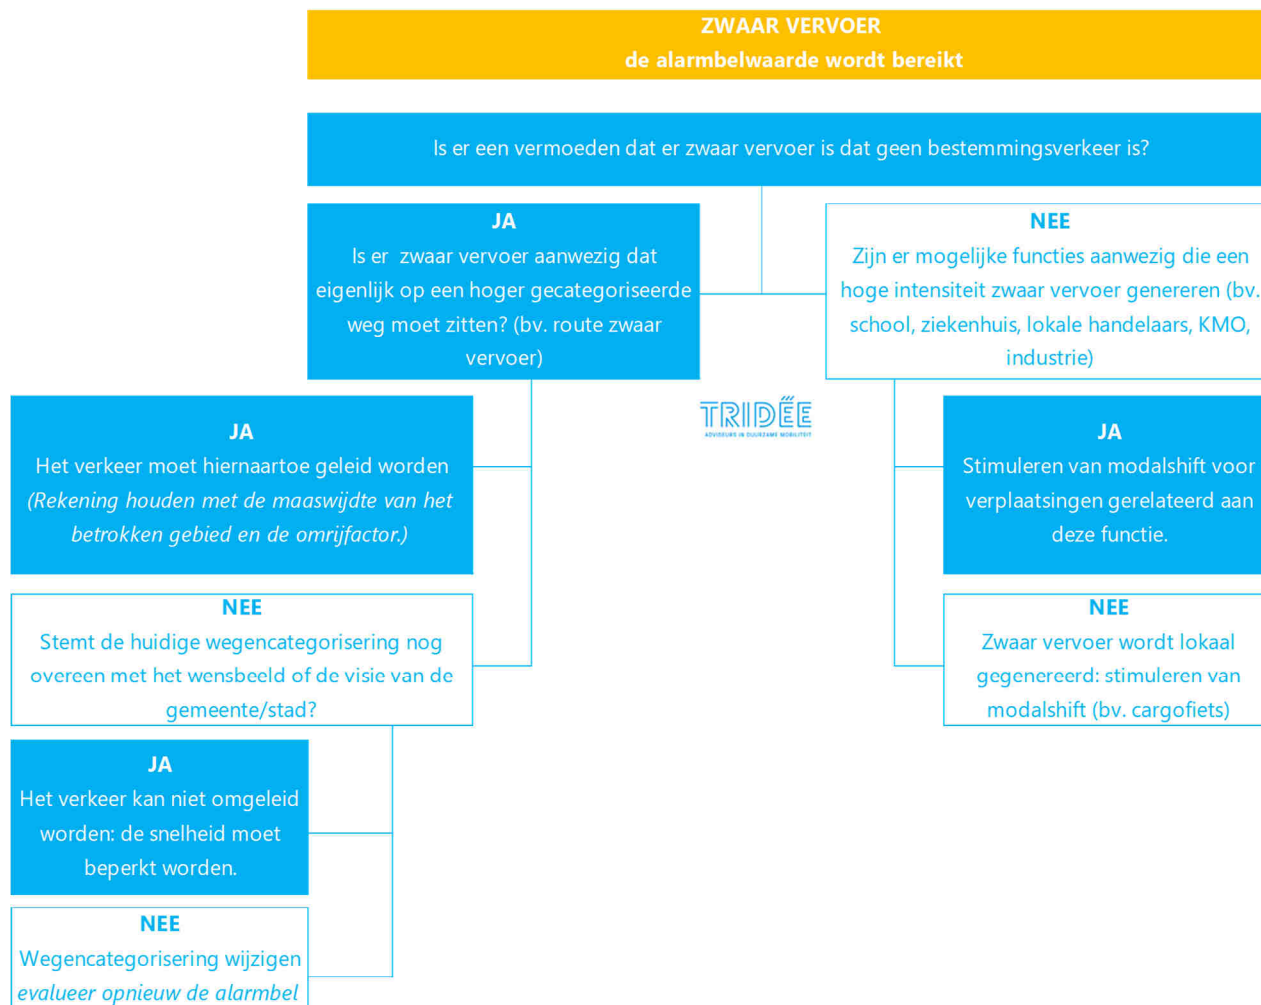 ZWAAR VERVOER
de alarmbelwaarde wordt bereikt
Is er een vermoeden dat er zwaar vervoer is dat geen bestemmingsverkeer is?
JA
Is er zwaar vervoer aanwezig dat
eigenlijk op een hoger gecategoriseerde
weg moet zitten? (bv. route zwaar
vervoer)
NEE
Zijn er mogelijke functies aanwezig die een
hoge intensiteit zwaar vervoer genereren (bv.
school, ziekenhuis, lokale handelaars, KMO,
industrie)
TRIDËE
ADVISEURS IN DUURZAME MOBILITEIT
JA
Het verkeer moet hiernaartoe geleid worden
(Rekening houden met de maaswijdte van het
betrokken gebied en de omrijfactor.)
JA
Stimuleren van modalshift voor
verplaatsingen gerelateerd aan
deze functie.
NEE
Stemt de huidige wegencategorisering nog
overeen met het wensbeeld of de visie van de
gemeente/stad?
NEE
Zwaar vervoer wordt lokaal
gegenereerd: stimuleren van
modalshift (bv. cargofiets)
JA
Het verkeer kan niet omgeleid
worden: de snelheid moet
beperkt worden.
NEE
Wegencategorisering wijzigen
evalueer opnieuw de alarmbel